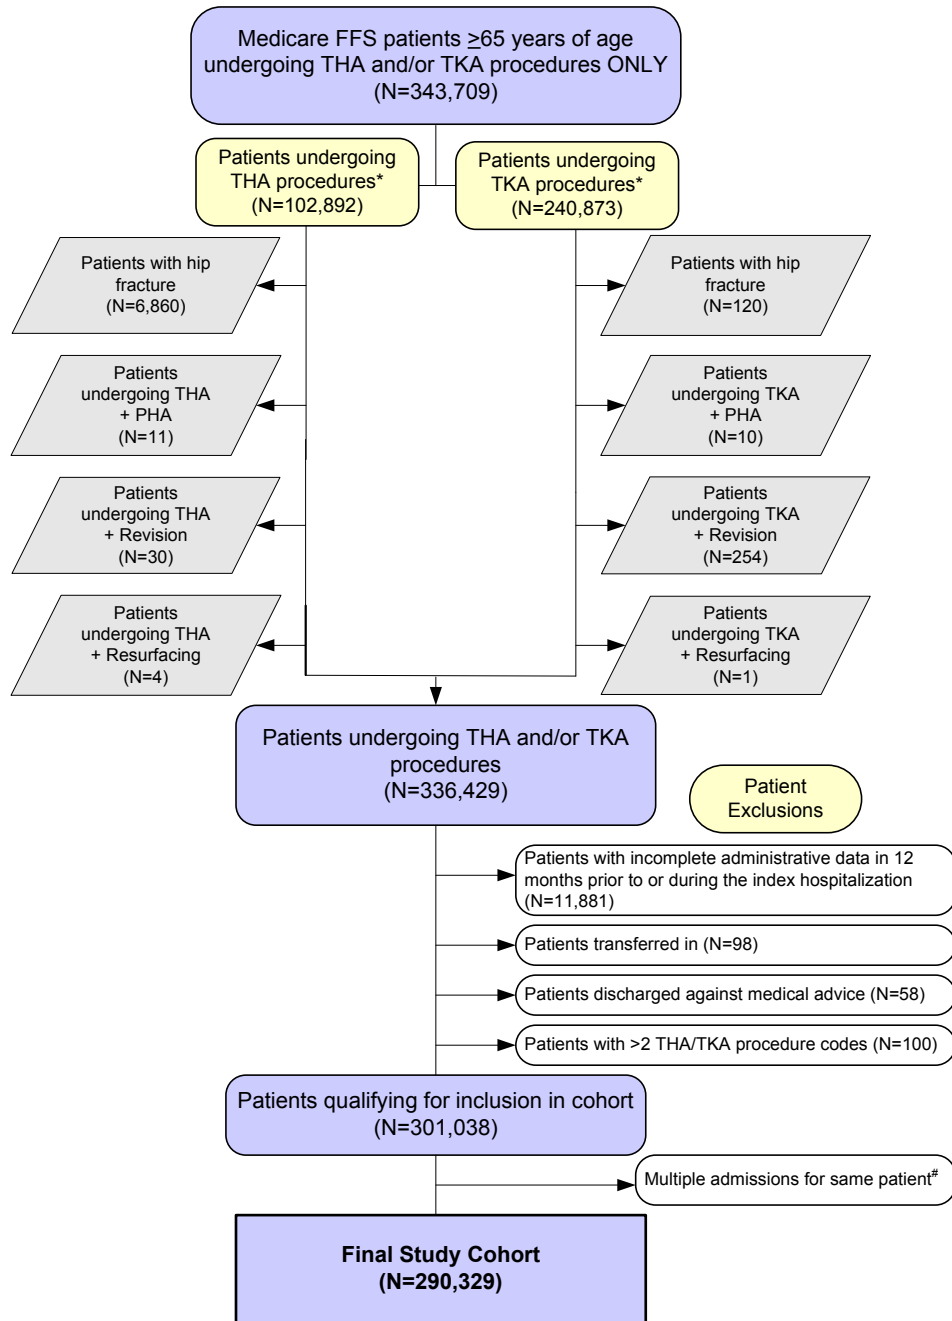 Medicare FFS patients ≥65 years of age
undergoing THA and/or TKA procedures ONLY
(N=343,709)
Patients undergoing
THA procedures*
(N=102,892)
Patients undergoing
TKA procedures*
(N=240,873)
Patients with hip
fracture
(N=6,860)
Patients with hip
fracture
(N=120)
Patients
undergoing THA
+ PHA
(N=11)
Patients
undergoing TKA
+ PHA
(N=10)
Patients
undergoing THA
+ Revision
(N=30)
Patients
undergoing TKA
+ Revision
(N=254)
Patients
undergoing THA
+ Resurfacing
(N=4)
Patients
undergoing TKA
+ Resurfacing
(N=1)
Patients undergoing THA and/or TKA
procedures
(N=336,429)
Patient
Exclusions
Patients with incomplete administrative data in 12
months prior to or during the index hospitalization
(N=11,881)
Patients transferred in (N=98)
Patients discharged against medical advice (N=58)
Patients with >2 THA/TKA procedure codes (N=100)
Patients qualifying for inclusion in cohort
(N=301,038)
Multiple admissions for same patient#
Final Study Cohort
(N=290,329)